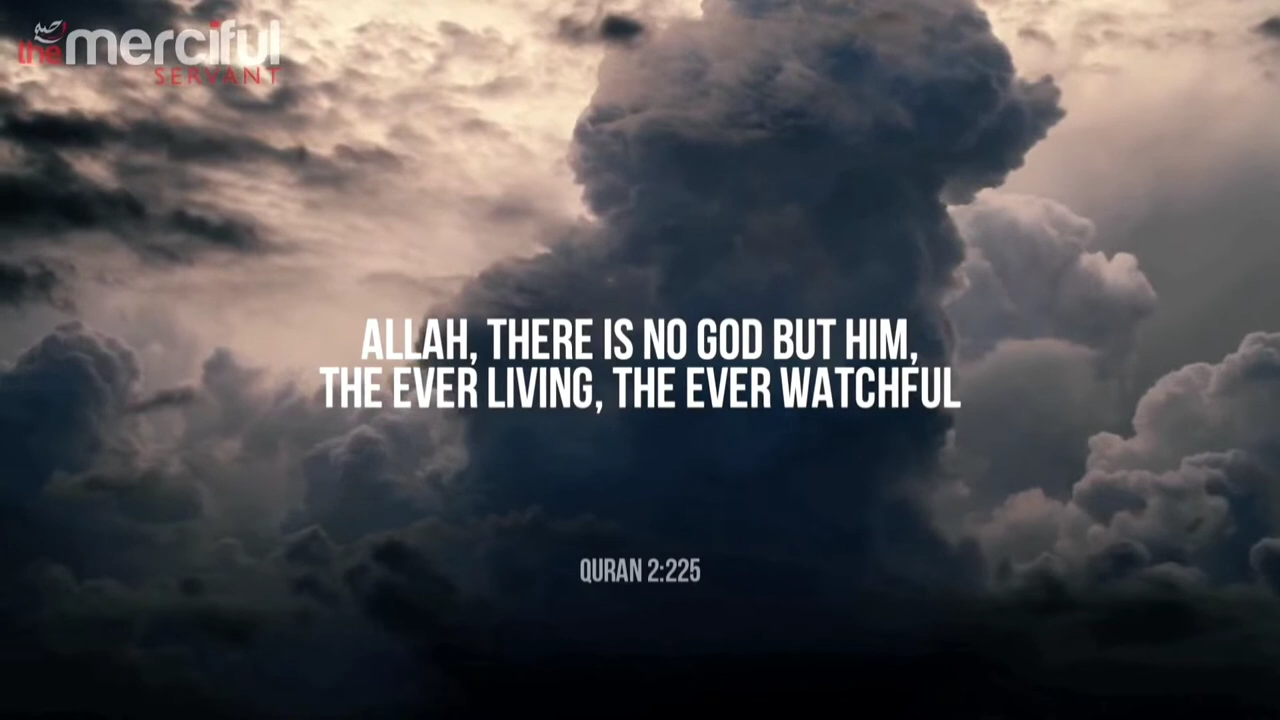 the merciful
SERVANT
ALLAH, THERE IS NO GOD BUT HIM,
THE EVER LIVING, THE EVER WATCHFUL
QURAN 2:225